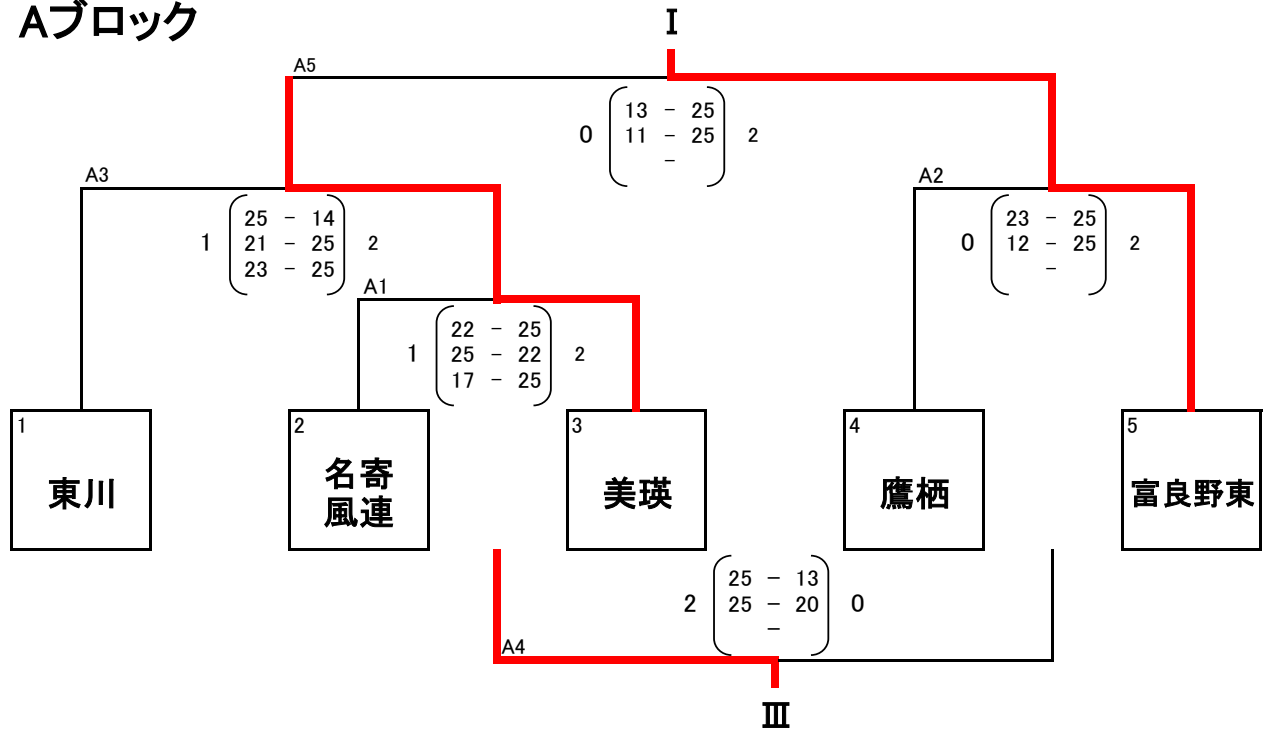 Aブロック
Ⅰ
A5
13 - 25
0 11 - 25 2
-
A3
25 - 14
1 21 - 25 2
23 - 25
A2
23 - 25
0 12 - 25 2
-
A1
22 - 25
1 25 - 22 2
17 - 25
1
東川
2
名寄
風連
3
美瑛
4
鷹栖
5
富良野東
25 - 13
2 25 - 20 0
-
A4
Ⅲ